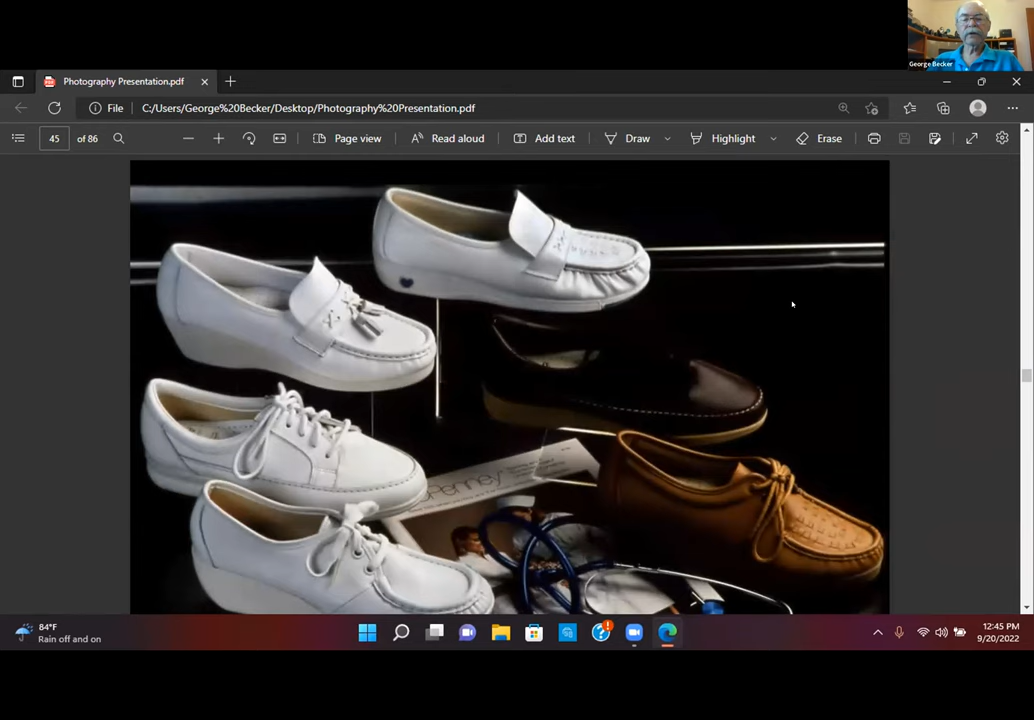 George Becker
Photography Presentation.pdf
File
C:/Users/George%20Becker/Desktop/Photography%20Presentation.pdf
45 of 86
Page view
Read aloud
Add text
Draw
Highlight
Erase
Penney
84°F
Rain off and on
12:45 PM
9/20/2022